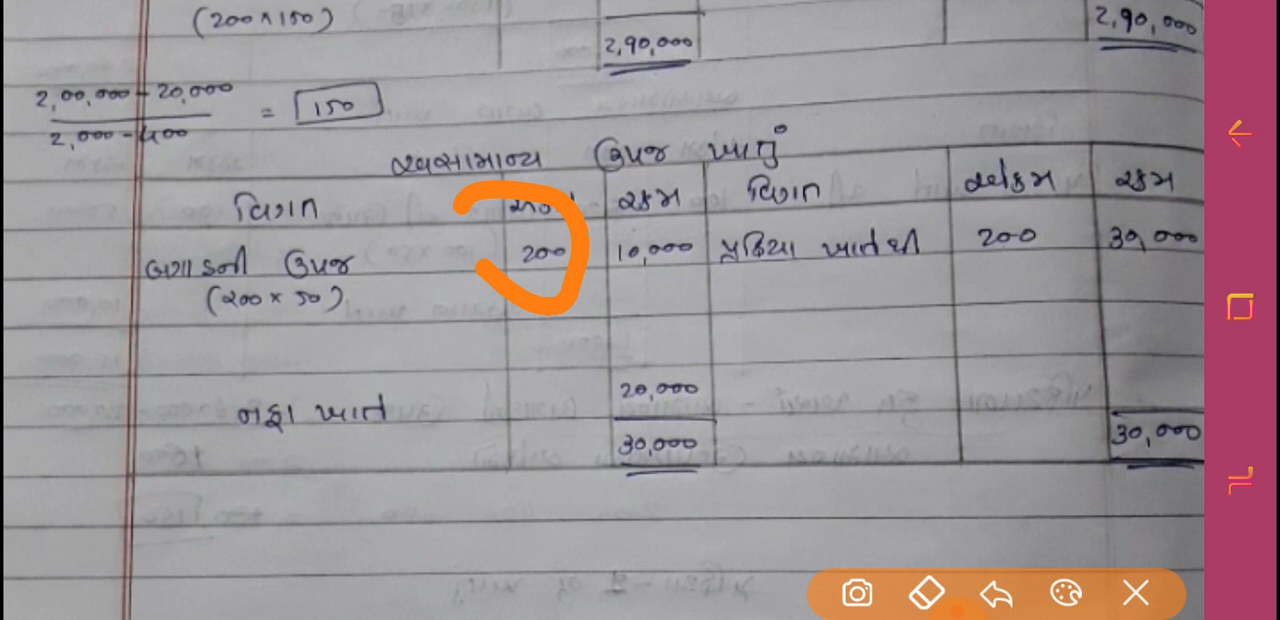 (200×150)
2,90,000
2,90,000
2,00,000 - 20,000
2,000 - 400
= 150
અસામાન્ય ઉપજ ખાતું
વિગત રકમ વિગત એકમ રકમ
બગાડની ઉપજ 200 10,000 પ્રક્રિયા ખાતેથી 200 30,000
(200 × 50)
નફા ખાતે 20,000
30,000 30,000